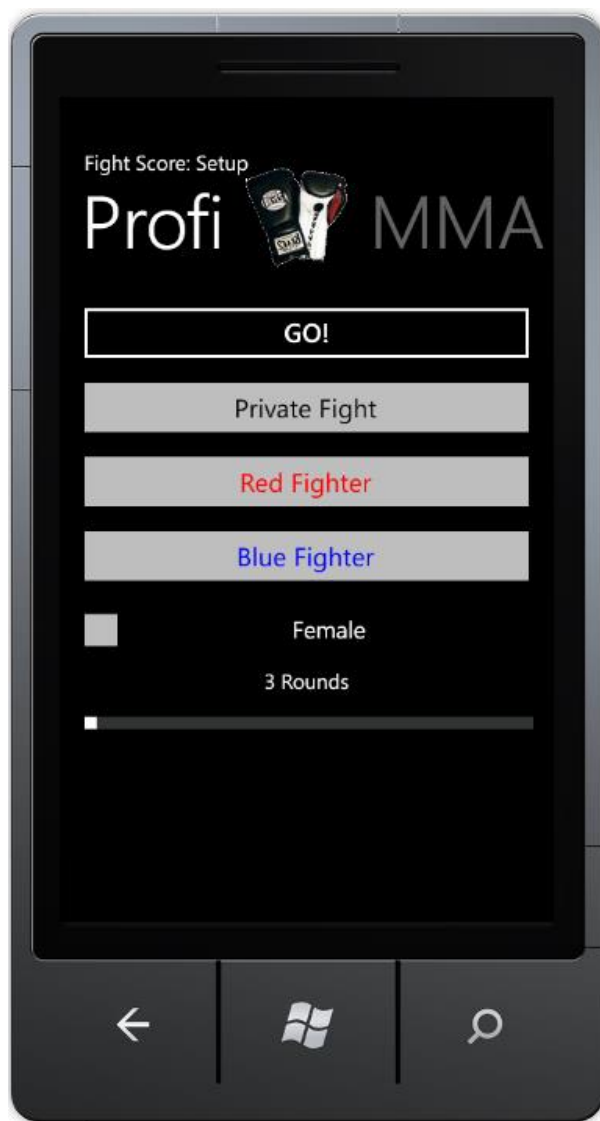 Fight Score: Setup
Profi MMA
GO!
Private Fight
Red Fighter
Blue Fighter
Female
3 Rounds